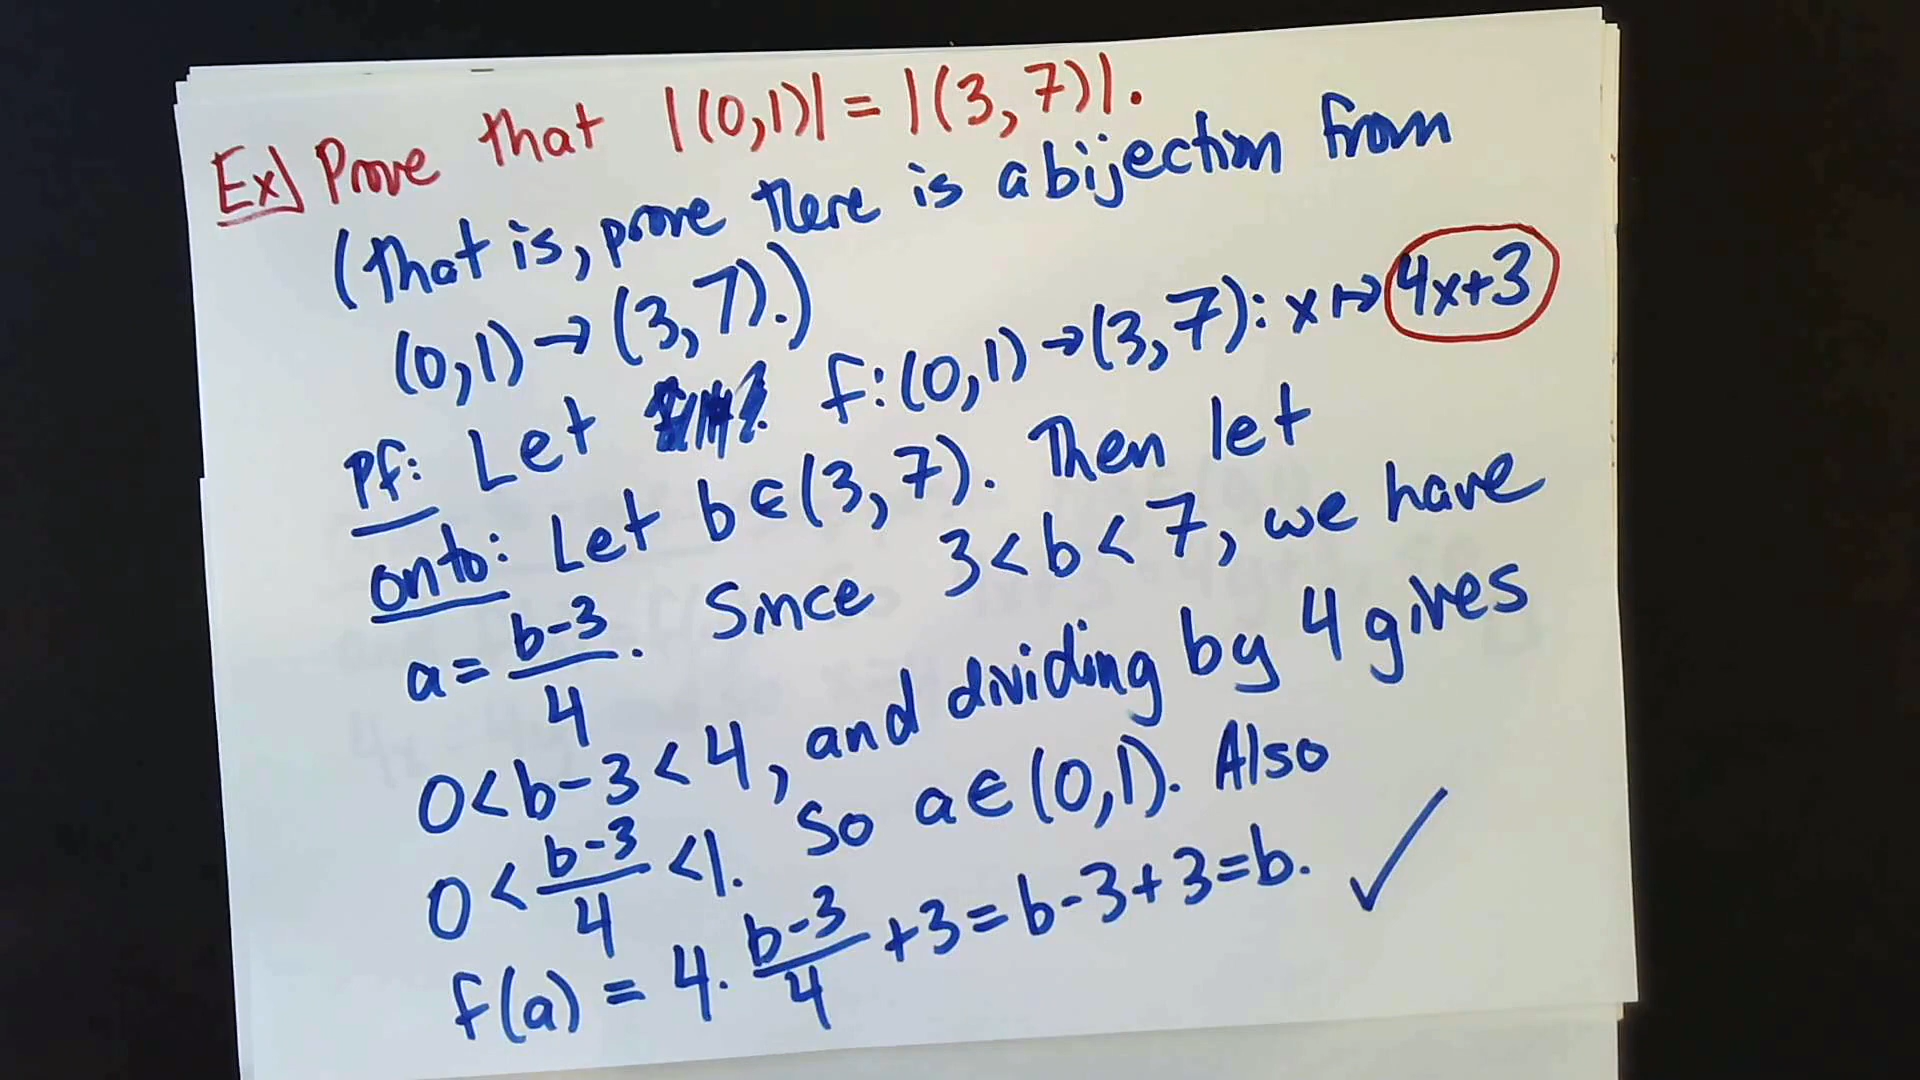 Ex] Prove that |(0,1)| = |(3,7)|.
(That is, prove there is a bijection from
(0,1) → (3,7).)
Pf: Let f:(0,1)→(3,7): x ↦ 4x+3
onto: Let b∈(3,7). Then let
a = (b-3)/4. Since 3<b<7, we have
0<b-3<4, and dividing by 4 gives
0 < (b-3)/4 < 1. So a∈(0,1). Also
f(a) = 4 · (b-3)/4 + 3 = b-3+3 = b. ✓